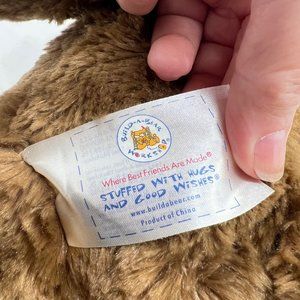 BUILD-A-BEAR
WORKSHOP
Where Best Friends Are Made®
STUFFED WITH HUGS
AND GOOD WISHES®
www.buildabear.com
Product of China